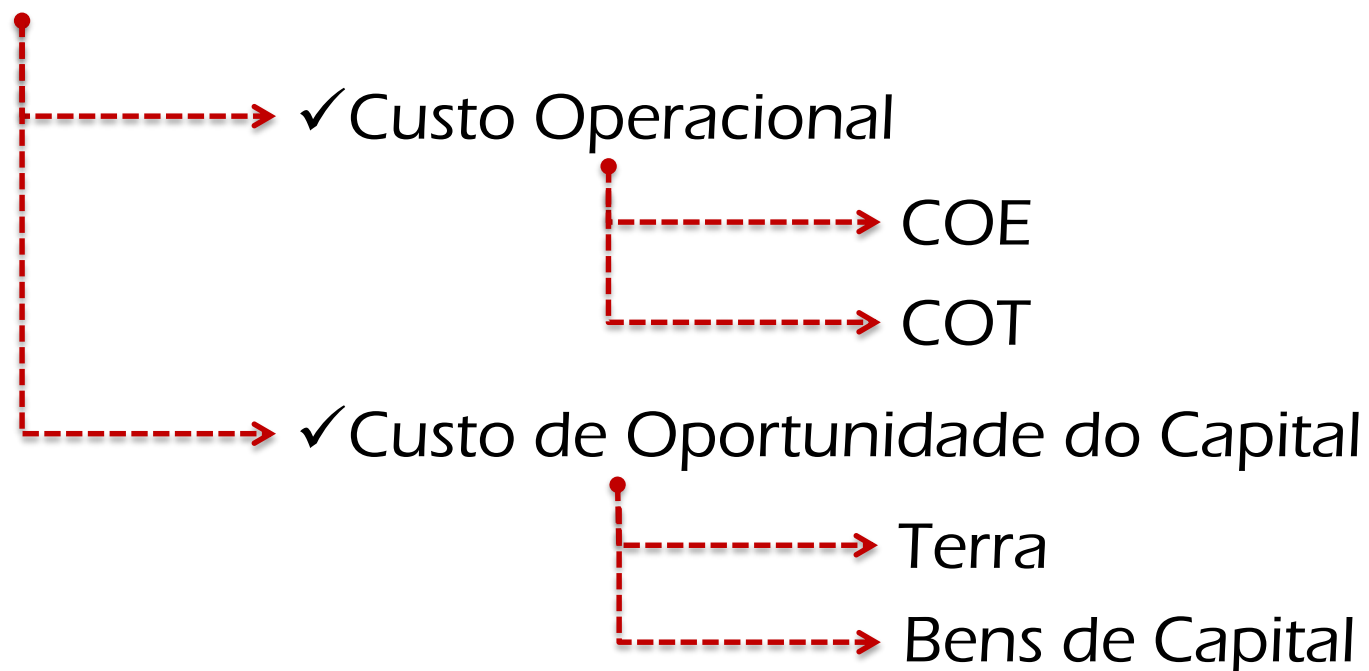 ✓Custo Operacional
COE
COT
✓Custo de Oportunidade do Capital
Terra
Bens de Capital